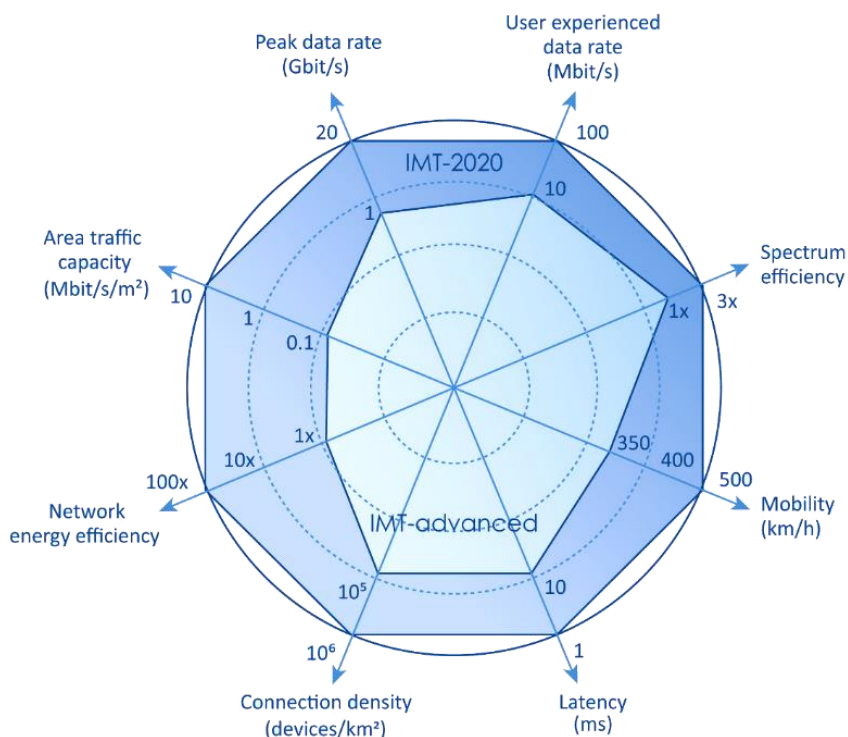 User experienced
data rate
(Mbit/s)
Peak data rate
(Gbit/s)
20
100
IMT-2020
10
1
Area traffic
capacity
(Mbit/s/m²)
Spectrum
efficiency
10
1
0.1
1x
3x
1x
10x
100x
350
400
500
Network
energy efficiency
Mobility
(km/h)
IMT-advanced
10⁵
10
10⁶
1
Connection density
(devices/km²)
Latency
(ms)